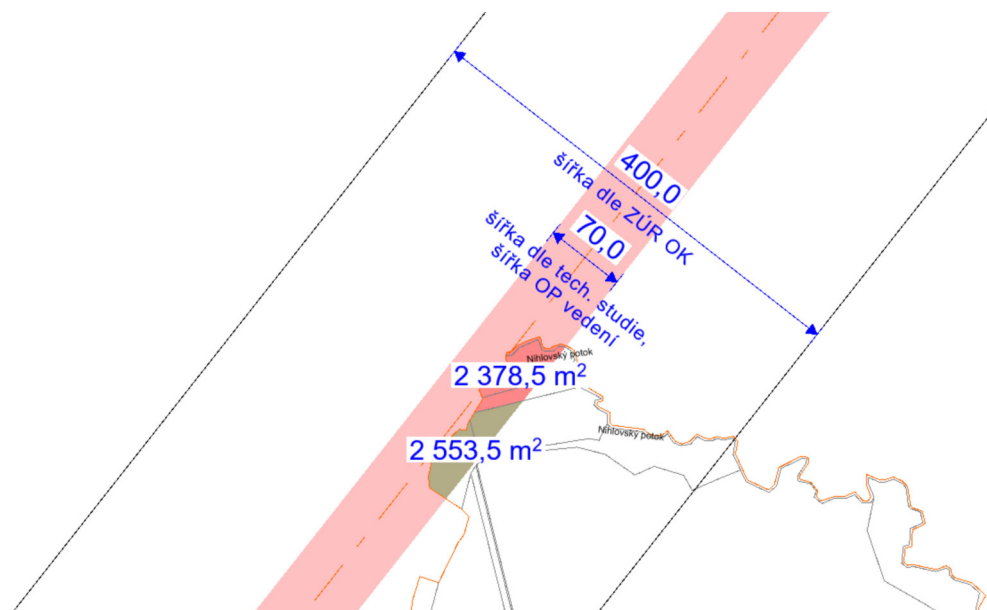 400,0
šířka dle ZÚR OK
70,0
šířka dle tech. studie,
šířka OP vedení
Nihlovský potok
2 378,5 m²
Nihlovský potok
2 553,5 m²